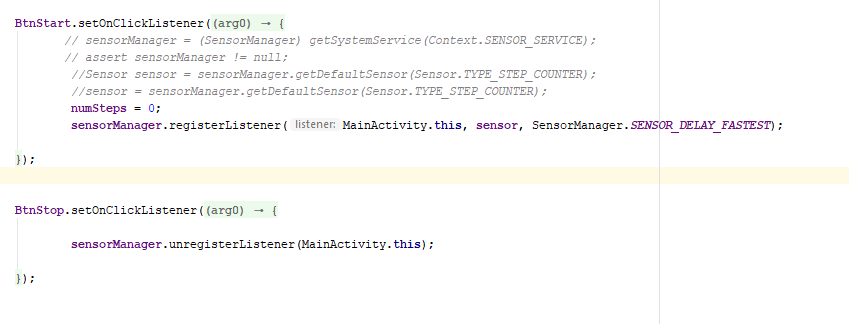 BtnStart.setOnClickListener((arg0) → {
// sensorManager = (SensorManager) getSystemService(Context.SENSOR_SERVICE);
// assert sensorManager != null;
//Sensor sensor = sensorManager.getDefaultSensor(Sensor.TYPE_STEP_COUNTER);
//sensor = sensorManager.getDefaultSensor(Sensor.TYPE_STEP_COUNTER);
numSteps = 0;
sensorManager.registerListener( listener: MainActivity.this, sensor, SensorManager.SENSOR_DELAY_FASTEST);
});
BtnStop.setOnClickListener((arg0) → {
sensorManager.unregisterListener(MainActivity.this);
});